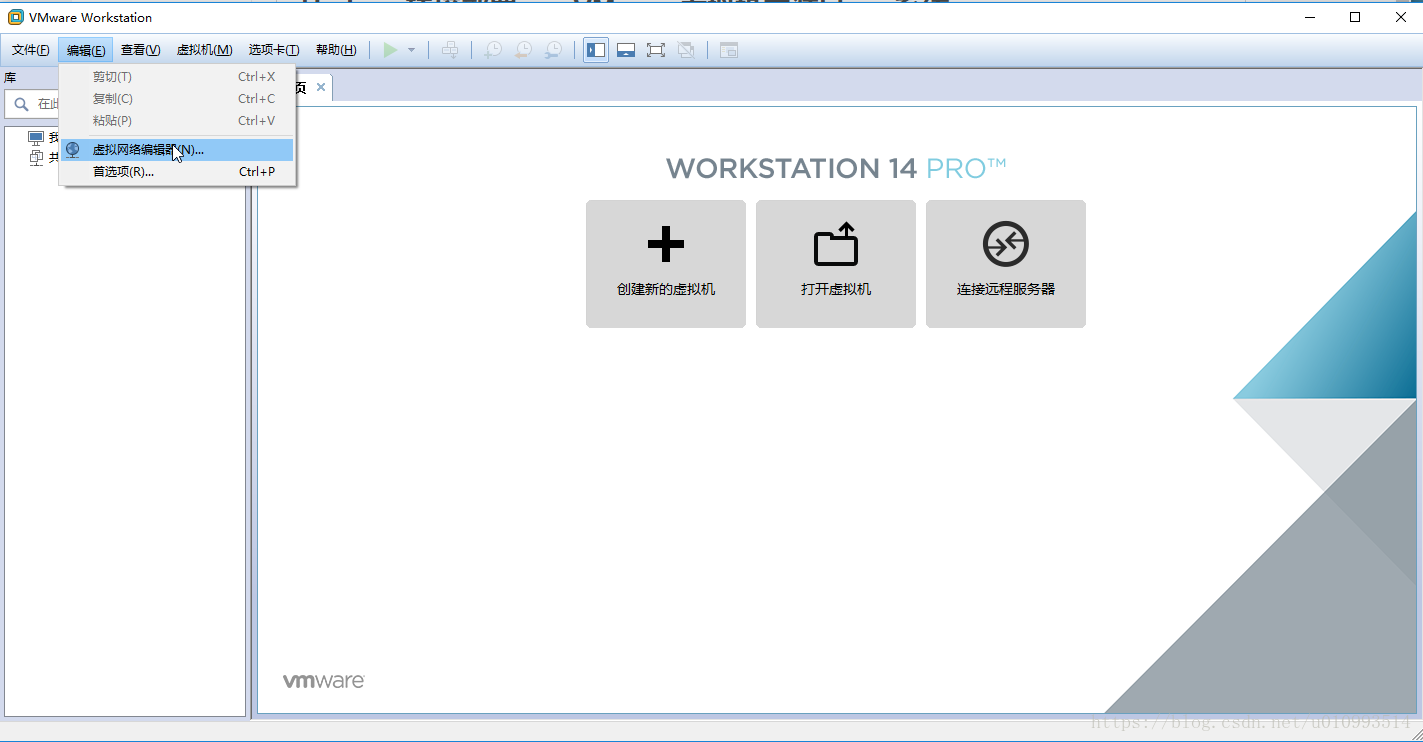 VMware Workstation
文件(F) 编辑(E) 查看(V) 虚拟机(M) 选项卡(T) 帮助(H)
库
页
在此
剪切(T) Ctrl+X
复制(C) Ctrl+C
粘贴(P) Ctrl+V
虚拟网络编辑器(N)...
首选项(R)... Ctrl+P
WORKSTATION 14 PRO™
创建新的虚拟机
打开虚拟机
连接远程服务器
vmware
https://blog.csdn.net/u010993514